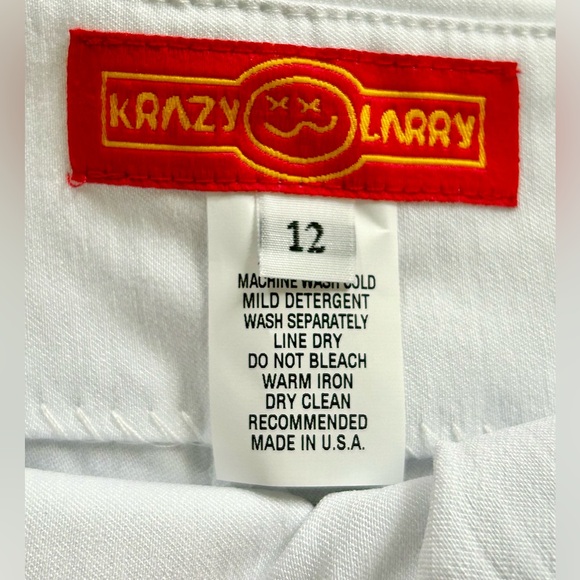 KRAZY LARRY
12
MACHINE WASH COLD
MILD DETERGENT
WASH SEPARATELY
LINE DRY
DO NOT BLEACH
WARM IRON
DRY CLEAN
RECOMMENDED
MADE IN U.S.A.